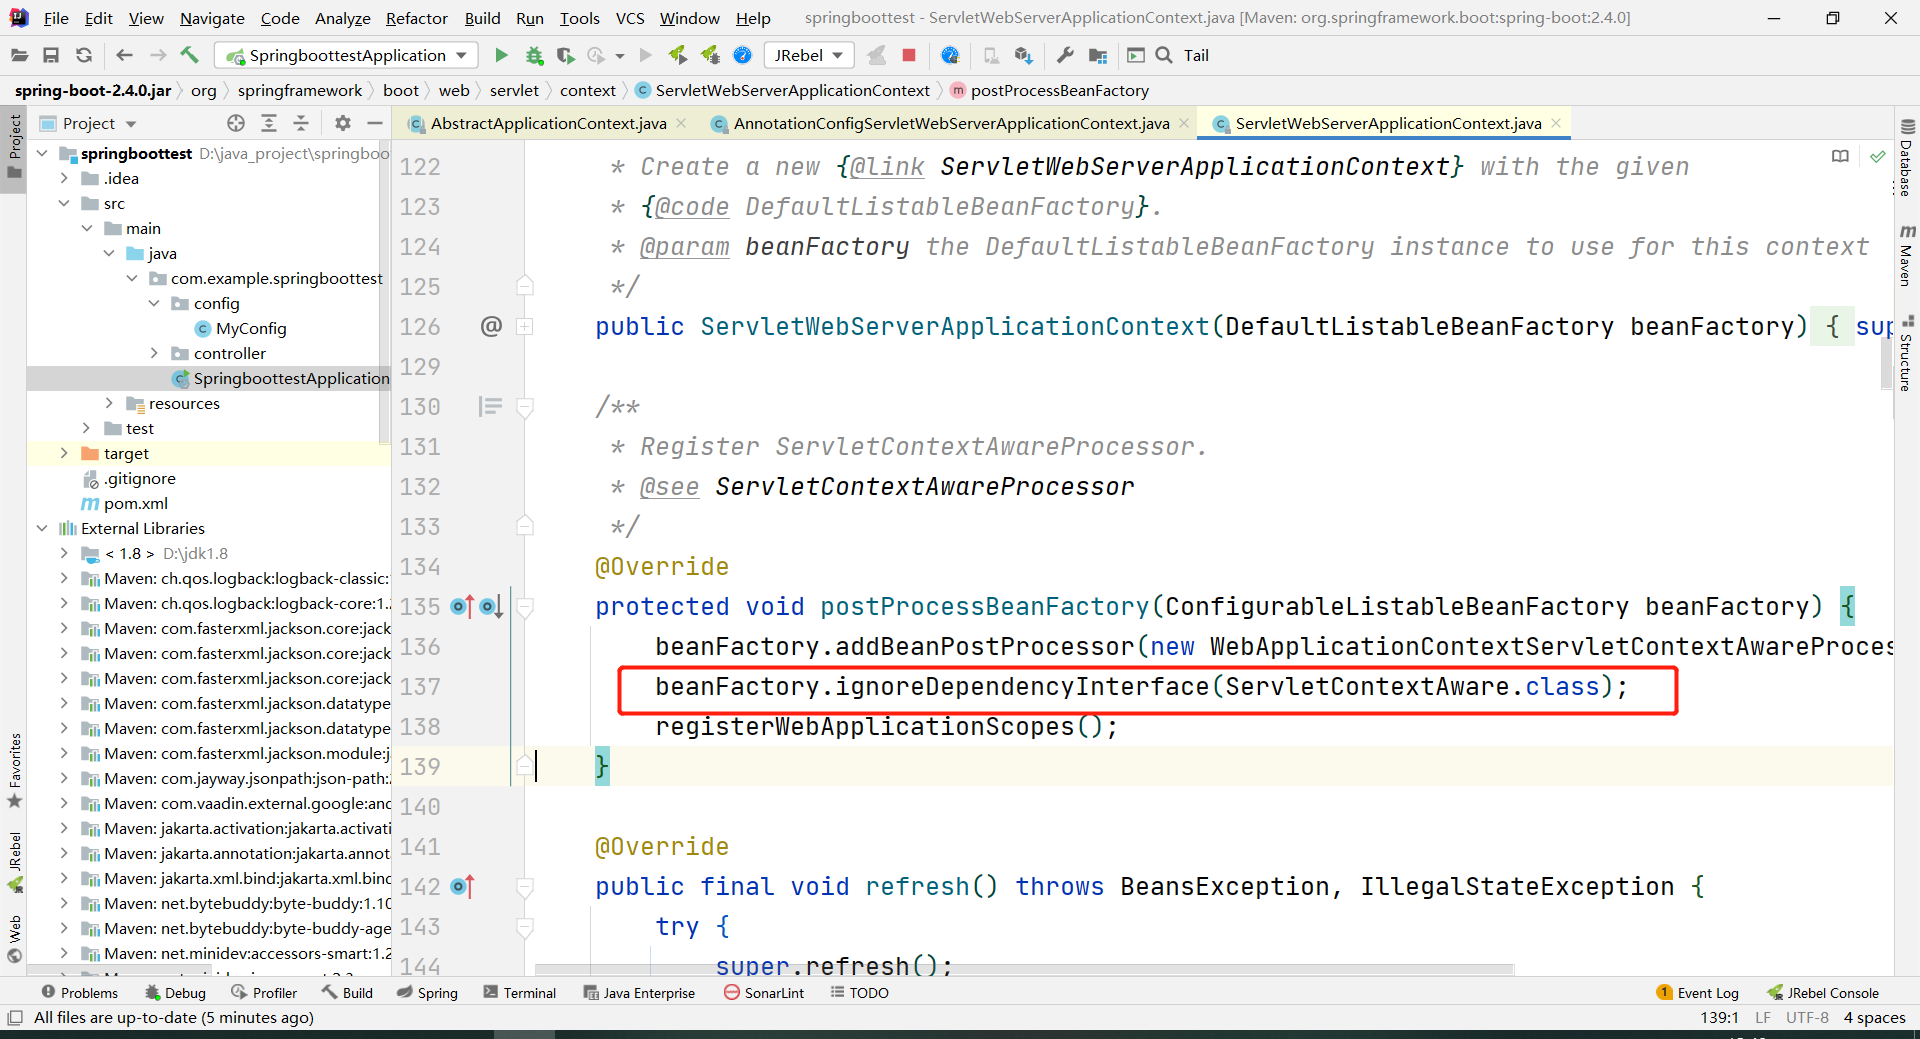 File Edit View Navigate Code Analyze Refactor Build Run Tools VCS Window Help springboottest - ServletWebServerApplicationContext.java [Maven: org.springframework.boot:spring-boot:2.4.0]
SpringboottestApplication JRebel Tail
spring-boot-2.4.0.jar org springframework boot web servlet context ServletWebServerApplicationContext postProcessBeanFactory
Project AbstractApplicationContext.java AnnotationConfigServletWebServerApplicationContext.java ServletWebServerApplicationContext.java
Project
JRebel
Favorites
Web
springboottest D:\java_project\springboo
.idea
src
main
java
com.example.springboottest
config
MyConfig
controller
SpringboottestApplication
resources
test
target
.gitignore
pom.xml
External Libraries
< 1.8 > D:\jdk1.8
Maven: ch.qos.logback:logback-classic:
Maven: ch.qos.logback:logback-core:1.2
Maven: com.fasterxml.jackson.core:jack
Maven: com.fasterxml.jackson.core:jack
Maven: com.fasterxml.jackson.core:jack
Maven: com.fasterxml.jackson.datatype
Maven: com.fasterxml.jackson.datatype
Maven: com.fasterxml.jackson.module:j
Maven: com.jayway.jsonpath:json-path:
Maven: com.vaadin.external.google:and
Maven: jakarta.activation:jakarta.activati
Maven: jakarta.annotation:jakarta.annot
Maven: jakarta.xml.bind:jakarta.xml.bind
Maven: net.bytebuddy:byte-buddy:1.10
Maven: net.bytebuddy:byte-buddy-age
Maven: net.minidev:accessors-smart:1.2
122 * Create a new {@link ServletWebServerApplicationContext} with the given
123 * {@code DefaultListableBeanFactory}.
124 * @param beanFactory the DefaultListableBeanFactory instance to use for this context
125 */
126 @ public ServletWebServerApplicationContext(DefaultListableBeanFactory beanFactory) { sup
129
130 /**
131 * Register ServletContextAwareProcessor.
132 * @see ServletContextAwareProcessor
133 */
134 @Override
135 protected void postProcessBeanFactory(ConfigurableListableBeanFactory beanFactory) {
136 beanFactory.addBeanPostProcessor(new WebApplicationContextServletContextAwareProces
137 beanFactory.ignoreDependencyInterface(ServletContextAware.class);
138 registerWebApplicationScopes();
139 }
140
141 @Override
142 public final void refresh() throws BeansException, IllegalStateException {
143 try {
144 super.refresh();
Database
Maven
Structure
Problems Debug Profiler Build Spring Terminal Java Enterprise SonarLint TODO 1 Event Log JRebel Console
All files are up-to-date (5 minutes ago) 139:1 LF UTF-8 4 spaces